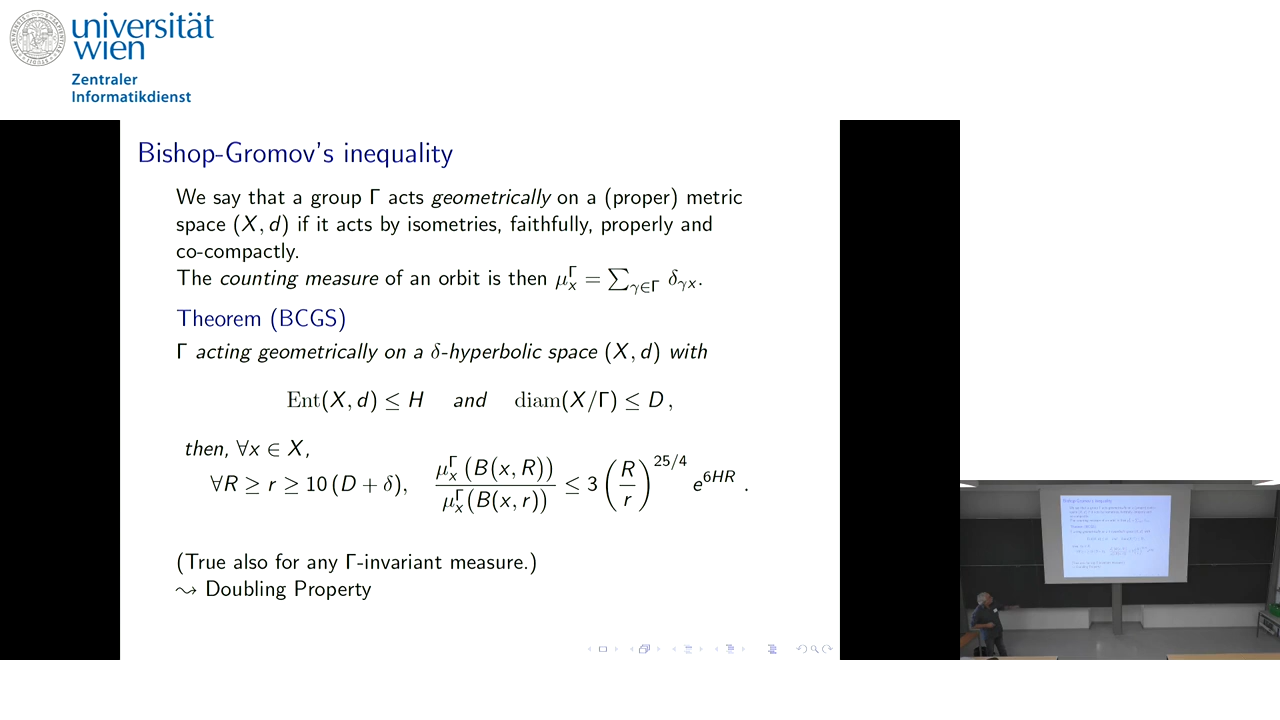 universität
wien
Zentraler
Informatikdienst
Bishop-Gromov's inequality
We say that a group Γ acts geometrically on a (proper) metric
space (X, d) if it acts by isometries, faithfully, properly and
co-compactly.
The counting measure of an orbit is then μ_x^Γ = ∑_{γ∈Γ} δ_{γx}.
Theorem (BCGS)
Γ acting geometrically on a δ-hyperbolic space (X, d) with
Ent(X, d) ≤ H and diam(X/Γ) ≤ D ,
then, ∀x ∈ X,
∀R ≥ r ≥ 10 (D + δ), μ_x^Γ (B(x, R)) / μ_x^Γ (B(x, r)) ≤ 3 (R/r)^{25/4} e^{6HR} .
(True also for any Γ-invariant measure.)
⇝ Doubling Property